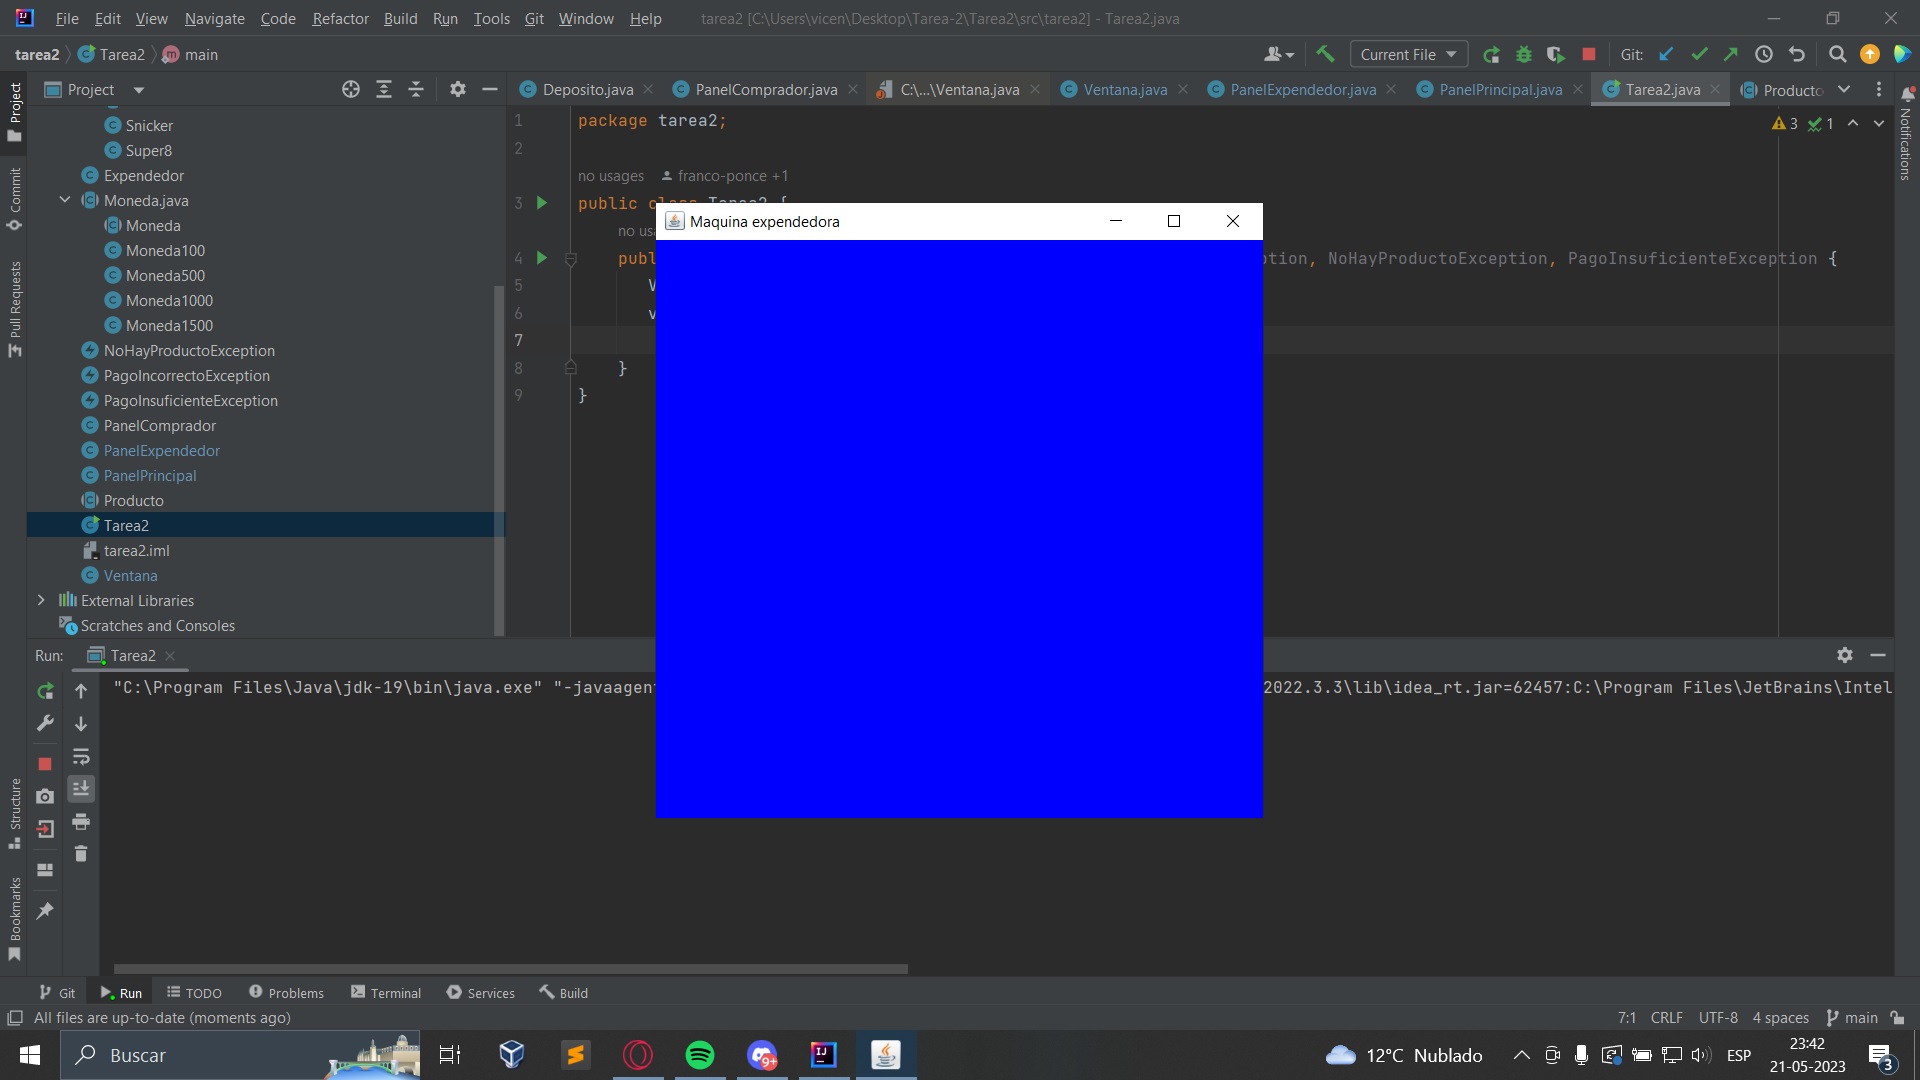 File Edit View Navigate Code Refactor Build Run Tools Git Window Help tarea2 [C:\Users\vicen\Desktop\Tarea-2\Tarea2\src\tarea2] - Tarea2.java
tarea2 Tarea2 main Current File Git:
Project Deposito.java PanelComprador.java C:\...\Ventana.java Ventana.java PanelExpendedor.java PanelPrincipal.java Tarea2.java Producto
Project
Commit
Pull Requests
Structure
Bookmarks
Notifications
Snicker
Super8
Expendedor
Moneda.java
Moneda
Moneda100
Moneda500
Moneda1000
Moneda1500
NoHayProductoException
PagoIncorrectoException
PagoInsuficienteException
PanelComprador
PanelExpendedor
PanelPrincipal
Producto
Tarea2
tarea2.iml
Ventana
External Libraries
Scratches and Consoles
3 1
1 package tarea2;
2
no usages franco-ponce +1
3 public class Tarea2 {
no usa
4 publ tion, NoHayProductoException, PagoInsuficienteException {
5 V
6 v
7
8 }
9 }
Maquina expendedora
Run: Tarea2
"C:\Program Files\Java\jdk-19\bin\java.exe" "-javaagen 2022.3.3\lib\idea_rt.jar=62457:C:\Program Files\JetBrains\Intel
Git Run TODO Problems Terminal Services Build
All files are up-to-date (moments ago) 7:1 CRLF UTF-8 4 spaces main
Buscar 9+ 12°C Nublado ESP 23:42
21-05-2023 3